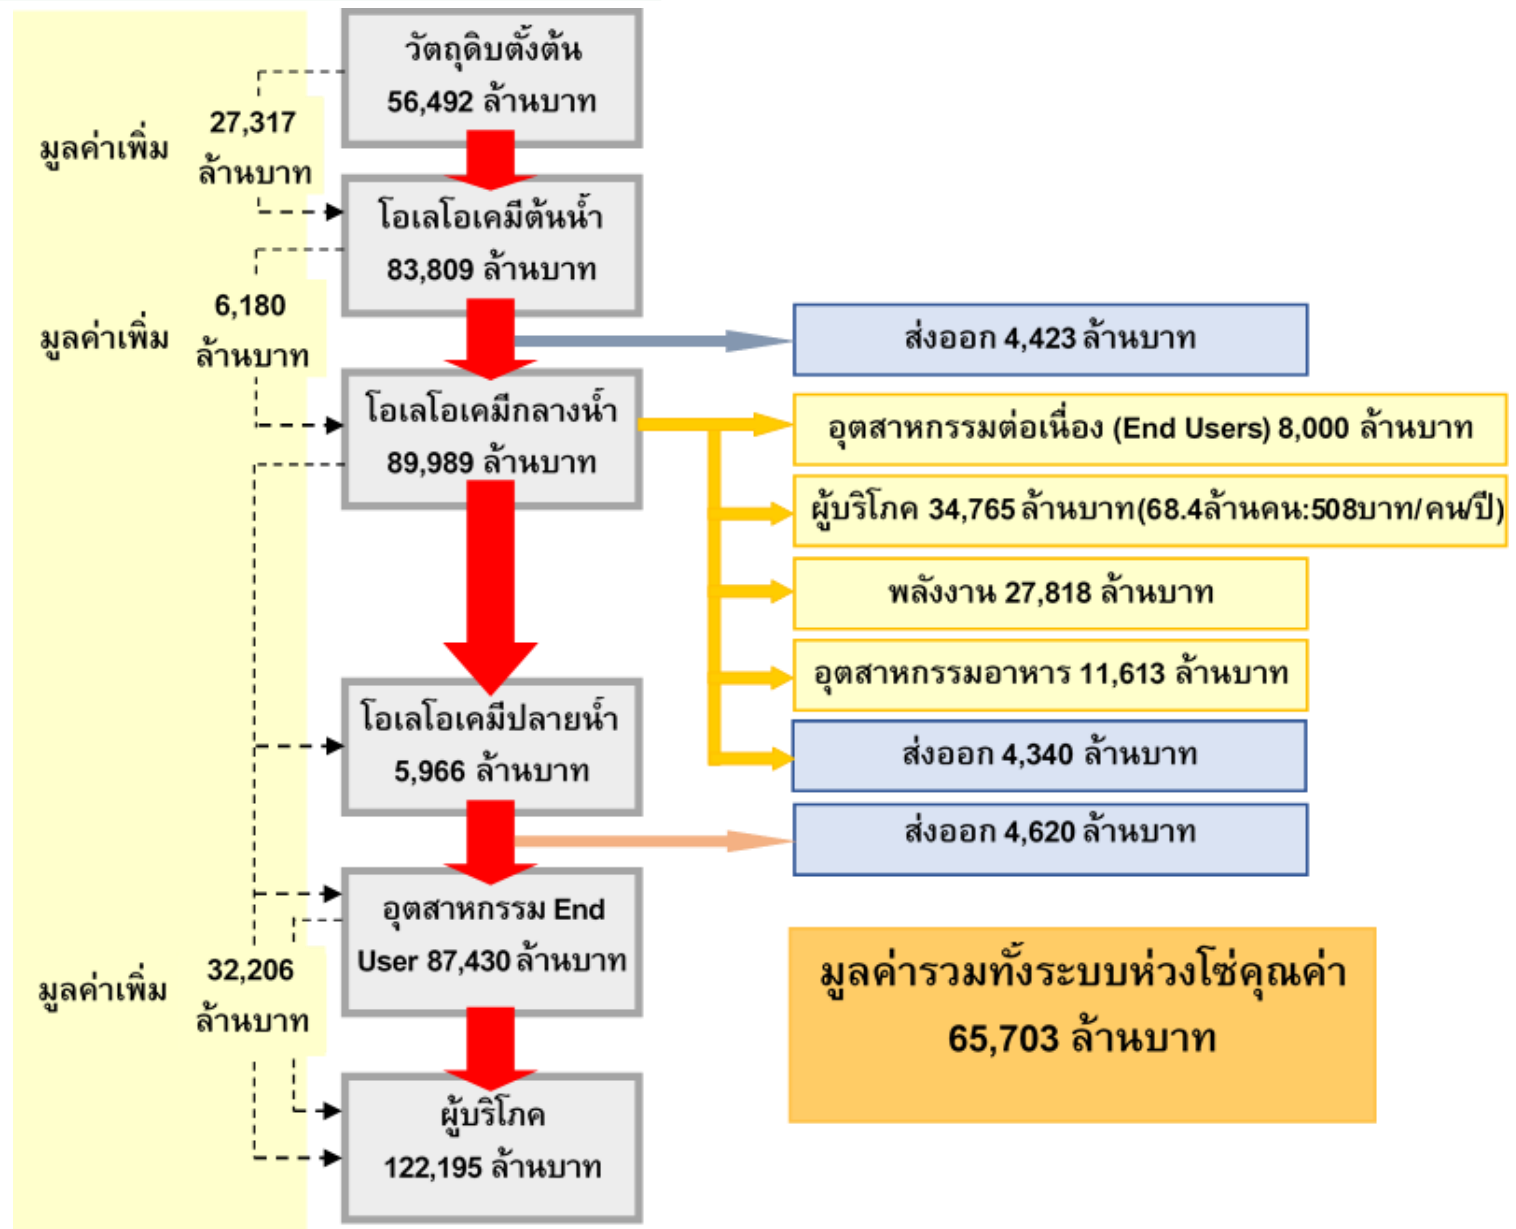 วัตถุดิบตั้งต้น
56,492 ล้านบาท
มูลค่าเพิ่ม
27,317
ล้านบาท
โอเลโอเคมีต้นน้ำ
83,809 ล้านบาท
มูลค่าเพิ่ม
6,180
ล้านบาท
ส่งออก 4,423 ล้านบาท
โอเลโอเคมีกลางน้ำ
89,989 ล้านบาท
อุตสาหกรรมต่อเนื่อง (End Users) 8,000 ล้านบาท
ผู้บริโภค 34,765 ล้านบาท(68.4ล้านคน:508บาท/คน/ปี)
พลังงาน 27,818 ล้านบาท
อุตสาหกรรมอาหาร 11,613 ล้านบาท
ส่งออก 4,340 ล้านบาท
โอเลโอเคมีปลายน้ำ
5,966 ล้านบาท
ส่งออก 4,620 ล้านบาท
อุตสาหกรรม End
User 87,430 ล้านบาท
มูลค่าเพิ่ม
32,206
ล้านบาท
มูลค่ารวมทั้งระบบห่วงโซ่คุณค่า
65,703 ล้านบาท
ผู้บริโภค
122,195 ล้านบาท